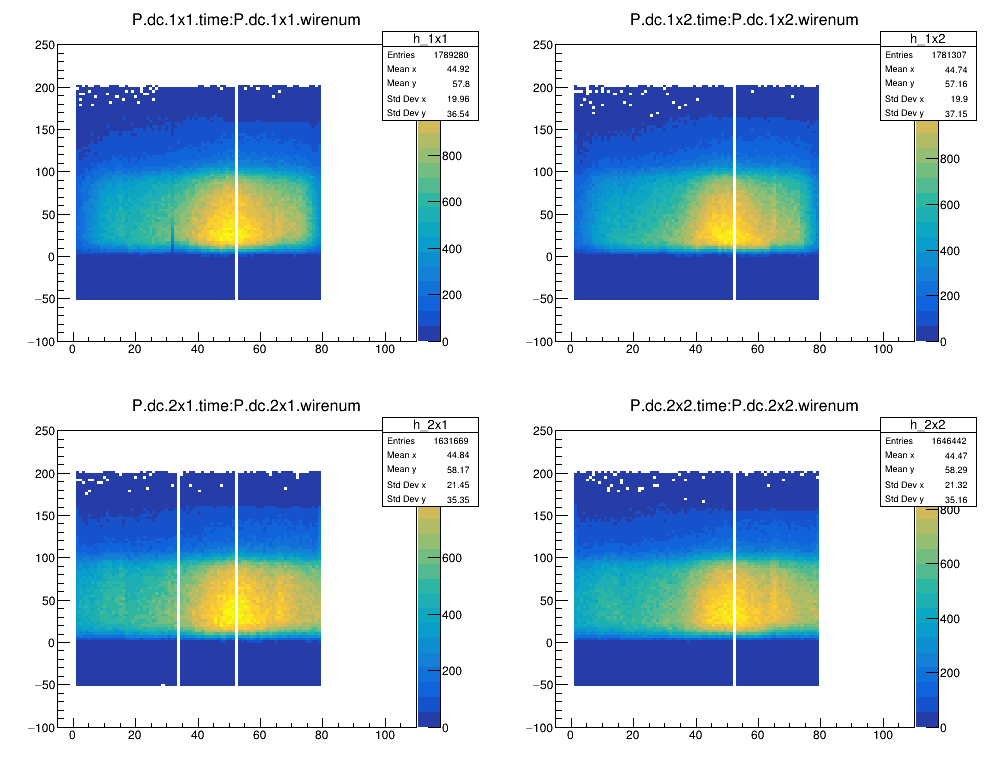 P.dc.1x1.time:P.dc.1x1.wirenum
h_1x1
Entries 1789280
Mean x 44.92
Mean y 57.8
Std Dev x 19.96
Std Dev y 36.54
250
200
150
100
50
0
−50
−100
0 20 40 60 80 100
800
600
400
200
0
P.dc.1x2.time:P.dc.1x2.wirenum
h_1x2
Entries 1781307
Mean x 44.74
Mean y 57.16
Std Dev x 19.9
Std Dev y 37.15
250
200
150
100
50
0
−50
−100
0 20 40 60 80 100
800
600
400
200
0
P.dc.2x1.time:P.dc.2x1.wirenum
h_2x1
Entries 1631669
Mean x 44.84
Mean y 58.17
Std Dev x 21.45
Std Dev y 35.35
250
200
150
100
50
0
−50
−100
0 20 40 60 80 100
600
400
200
0
P.dc.2x2.time:P.dc.2x2.wirenum
h_2x2
Entries 1646442
Mean x 44.47
Mean y 58.29
Std Dev x 21.32
Std Dev y 35.16
250
200
150
100
50
0
−50
−100
0 20 40 60 80 100
800
600
400
200
0